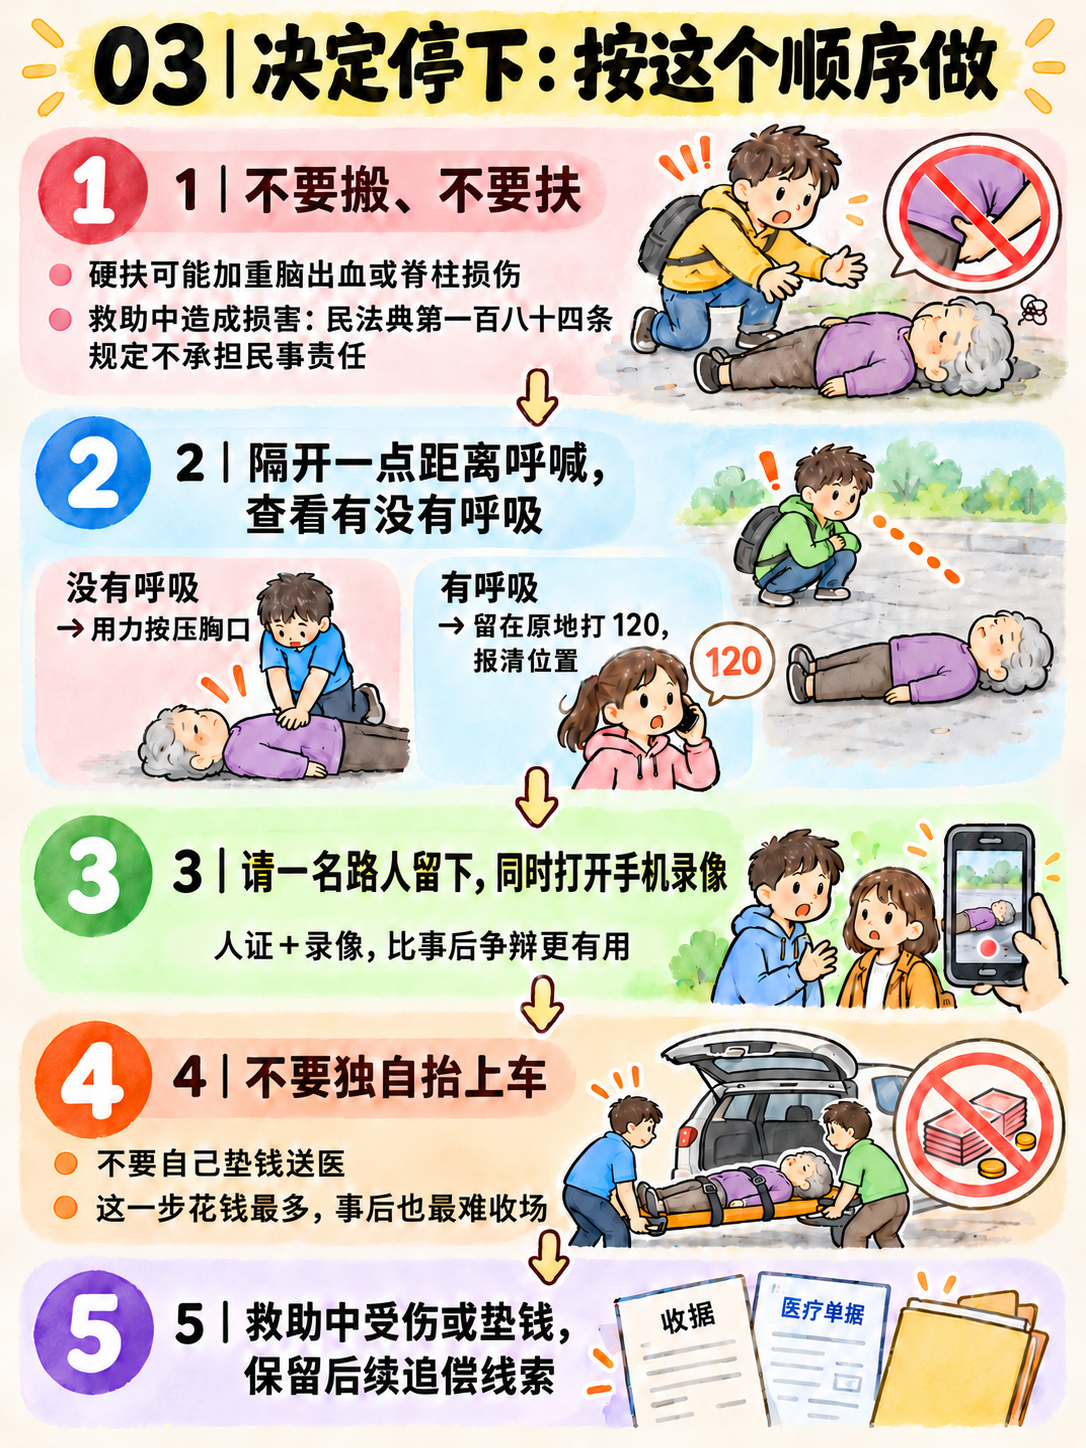 03｜决定停下：按这个顺序做
1
1｜不要搬、不要扶
硬扶可能加重脑出血或脊柱损伤
救助中造成损害：民法典第一百八十四条
规定不承担民事责任
2
2｜隔开一点距离呼喊，
查看有没有呼吸
没有呼吸
→用力按压胸口
有呼吸
→留在原地打 120，
报清位置
120
3
3｜请一名路人留下，同时打开手机录像
人证＋录像，比事后争辩更有用
4
4｜不要独自抬上车
不要自己垫钱送医
这一步花钱最多，事后也最难收场
5
5｜救助中受伤或垫钱，
保留后续追偿线索
收据
医疗单据